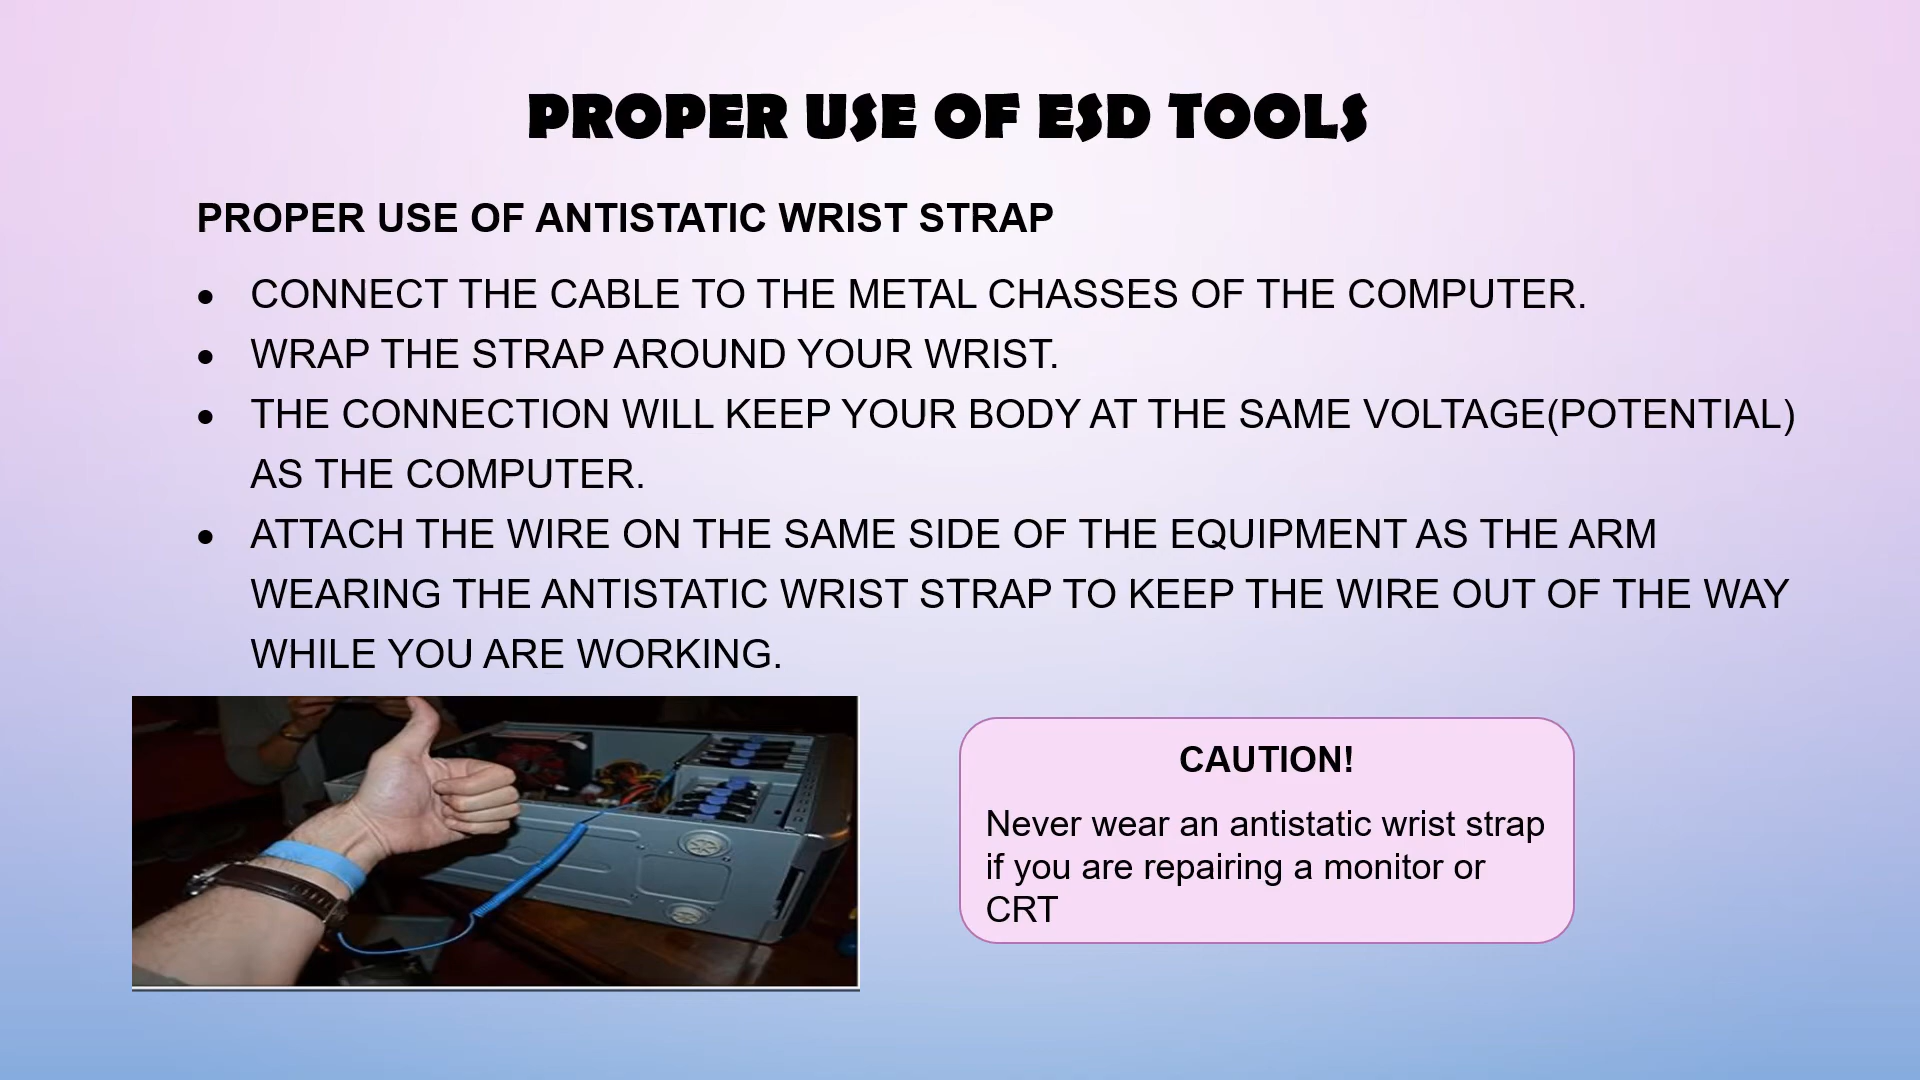 PROPER USE OF ESD TOOLS
PROPER USE OF ANTISTATIC WRIST STRAP
• CONNECT THE CABLE TO THE METAL CHASSES OF THE COMPUTER.
• WRAP THE STRAP AROUND YOUR WRIST.
• THE CONNECTION WILL KEEP YOUR BODY AT THE SAME VOLTAGE(POTENTIAL)
AS THE COMPUTER.
• ATTACH THE WIRE ON THE SAME SIDE OF THE EQUIPMENT AS THE ARM
WEARING THE ANTISTATIC WRIST STRAP TO KEEP THE WIRE OUT OF THE WAY
WHILE YOU ARE WORKING.
CAUTION!
Never wear an antistatic wrist strap
if you are repairing a monitor or
CRT